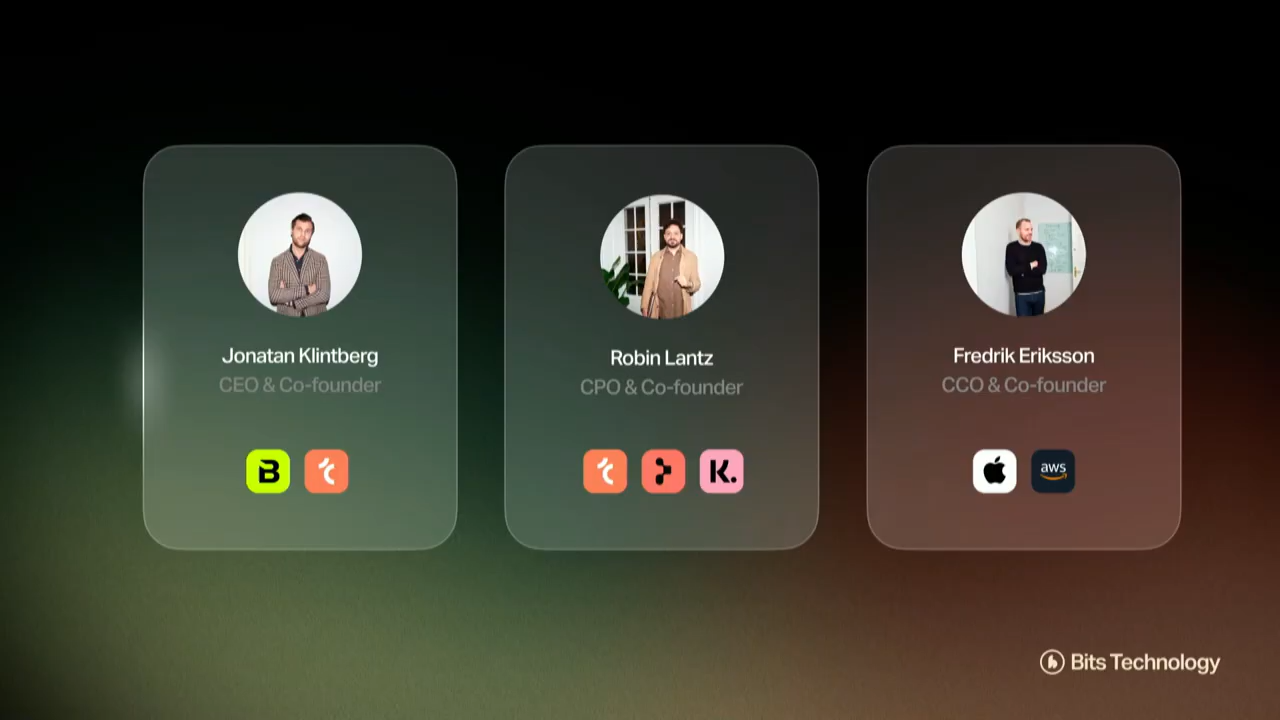 Jonatan Klintberg
CEO & Co-founder
B
Robin Lantz
CPO & Co-founder
K.
Fredrik Eriksson
CCO & Co-founder
aws
Bits Technology